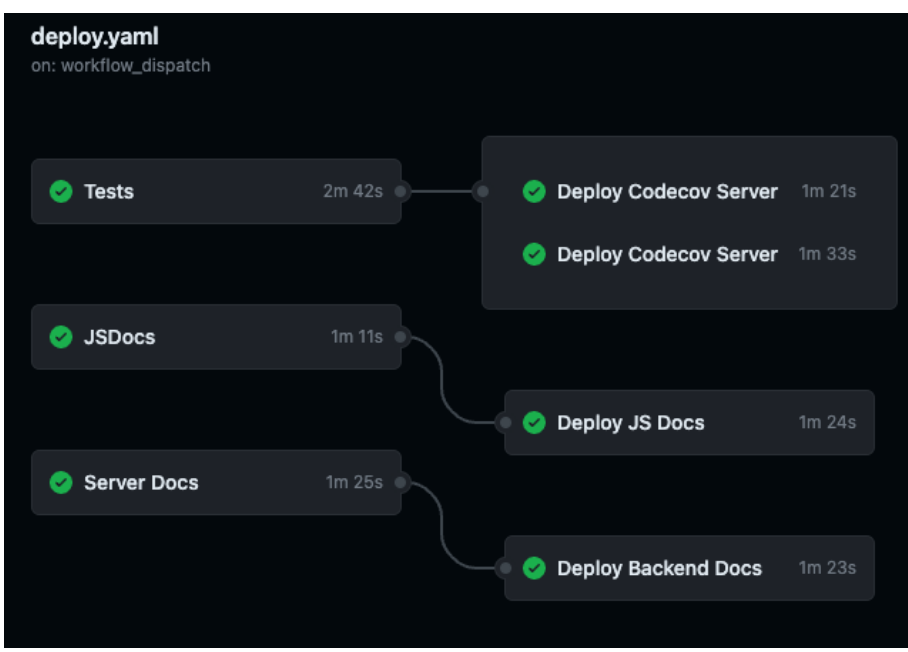 deploy.yaml
on: workflow_dispatch
Tests 2m 42s
Deploy Codecov Server 1m 21s
Deploy Codecov Server 1m 33s
JSDocs 1m 11s
Deploy JS Docs 1m 24s
Server Docs 1m 25s
Deploy Backend Docs 1m 23s